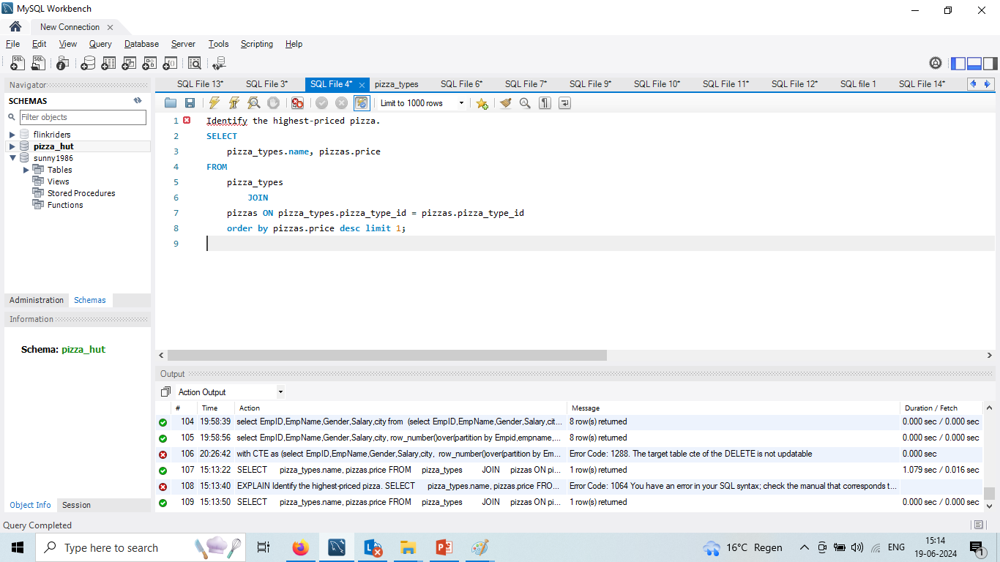 MySQL Workbench
New Connection
File Edit View Query Database Server Tools Scripting Help
Navigator
SCHEMAS
Filter objects
flinkriders
pizza_hut
sunny1986
Tables
Views
Stored Procedures
Functions
Administration Schemas
Information
Schema: pizza_hut
Object Info Session
SQL File 13* SQL File 3* SQL File 4* pizza_types SQL File 6* SQL File 7* SQL File 9* SQL File 10* SQL File 11* SQL File 12* SQL file 1 SQL File 14*
Limit to 1000 rows
1 Identify the highest-priced pizza.
2 SELECT
3 pizza_types.name, pizzas.price
4 FROM
5 pizza_types
6 JOIN
7 pizzas ON pizza_types.pizza_type_id = pizzas.pizza_type_id
8 order by pizzas.price desc limit 1;
9
Output
Action Output
# Time Action Message Duration / Fetch
104 19:58:39 select EmpID,EmpName,Gender,Salary,city from (select EmpID,EmpName,Gender,Salary,cit... 8 row(s) returned 0.000 sec / 0.000 sec
105 19:58:56 select EmpID,EmpName,Gender,Salary,city, row_number()over(partition by Empid,empname,... 8 row(s) returned 0.000 sec / 0.000 sec
106 20:26:42 with CTE as (select EmpID,EmpName,Gender,Salary,city, row_number()over(partition by Em... Error Code: 1288. The target table cte of the DELETE is not updatable 0.000 sec
107 15:13:22 SELECT pizza_types.name, pizzas.price FROM pizza_types JOIN pizzas ON pi... 1 row(s) returned 1.079 sec / 0.016 sec
108 15:13:40 EXPLAIN Identify the highest-priced pizza. SELECT pizza_types.name, pizzas.price FRO... Error Code: 1064 You have an error in your SQL syntax; check the manual that corresponds t...
109 15:13:50 SELECT pizza_types.name, pizzas.price FROM pizza_types JOIN pizzas ON pi... 1 row(s) returned 0.000 sec / 0.000 sec
Query Completed
Type here to search
16°C Regen
ENG
15:14
19-06-2024
1